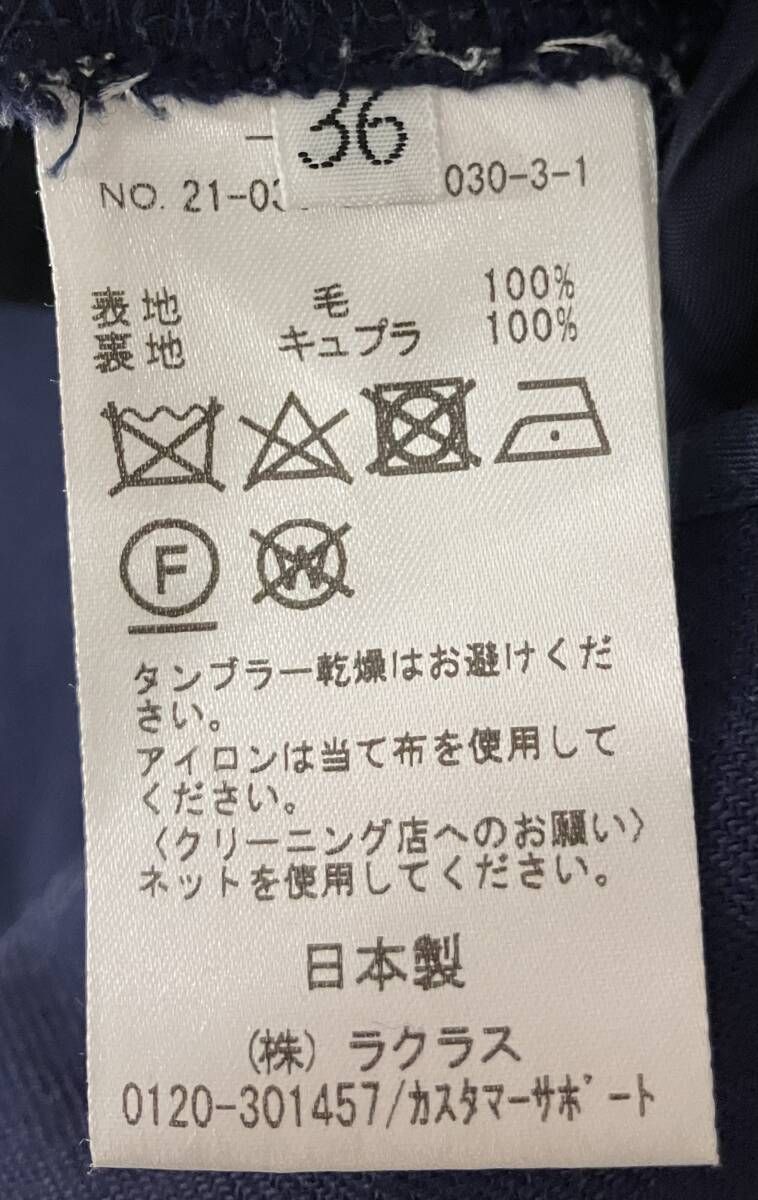 36
NO. 21-03 030-3-1
表地 毛 100%
裏地 キュプラ 100%
F
W
タンブラー乾燥はお避けくだ
さい。
アイロンは当て布を使用して
ください。
〈クリーニング店へのお願い〉
ネットを使用してください。
日本製
(株) ラクラス
0120-301457/カスタマーサポート